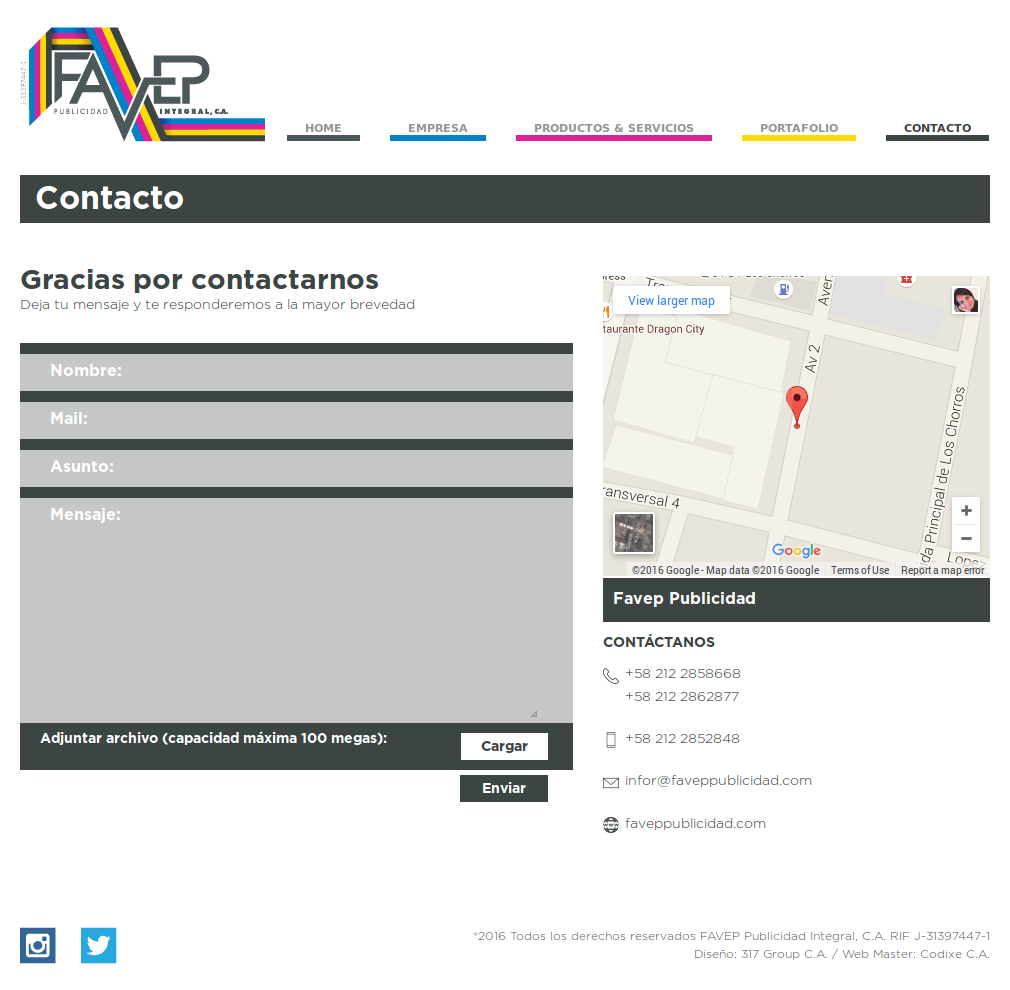 J-31397447-1
FAVEP
PUBLICIDAD INTEGRAL, C.A.
HOME EMPRESA PRODUCTOS & SERVICIOS PORTAFOLIO CONTACTO
Contacto
Gracias por contactarnos
Deja tu mensaje y te responderemos a la mayor brevedad
Nombre:
Mail:
Asunto:
Mensaje:
Adjuntar archivo (capacidad máxima 100 megas):
Cargar
Enviar
View larger map
taurante Dragon City
Av 2
ransversal 4
da Principal de Los Chorros
Lopez
Google
©2016 Google - Map data ©2016 Google Terms of Use Report a map error
Favep Publicidad
CONTÁCTANOS
+58 212 2858668
+58 212 2862877
+58 212 2852848
infor@faveppublicidad.com
WWW
faveppublicidad.com
®2016 Todos los derechos reservados FAVEP Publicidad Integral, C.A. RIF J-31397447-1
Diseño: 317 Group C.A. / Web Master: Codixe C.A.